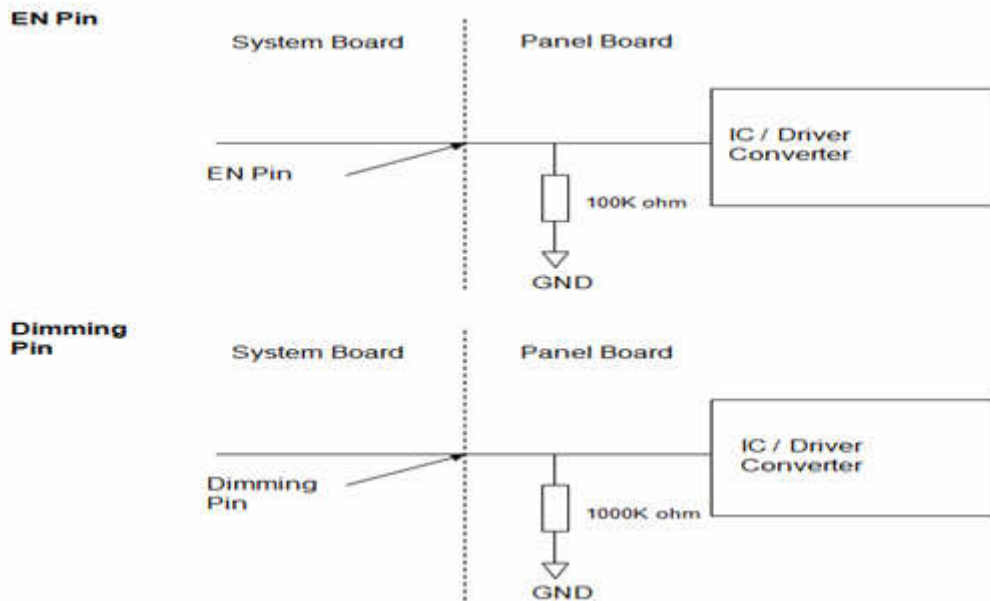 EN Pin
System Board
Panel Board
IC / Driver
Converter
EN Pin
100K ohm
GND
Dimming
Pin
System Board
Panel Board
IC / Driver
Converter
Dimming
Pin
1000K ohm
GND